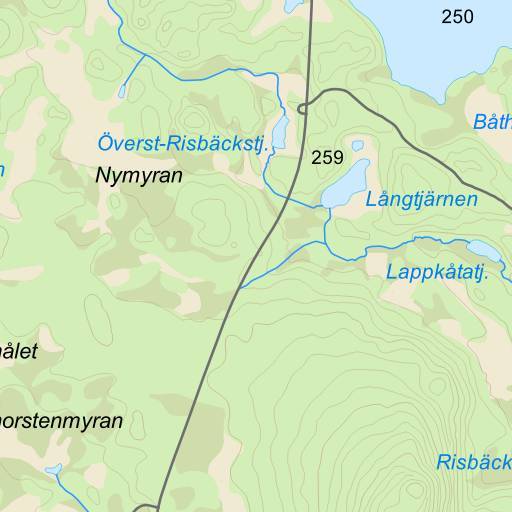 250
Båth
Överst-Risbäckstj.
259
Nymyran
n
Långtjärnen
Lappkåtatj.
ålet
orstenmyran
Risbäck